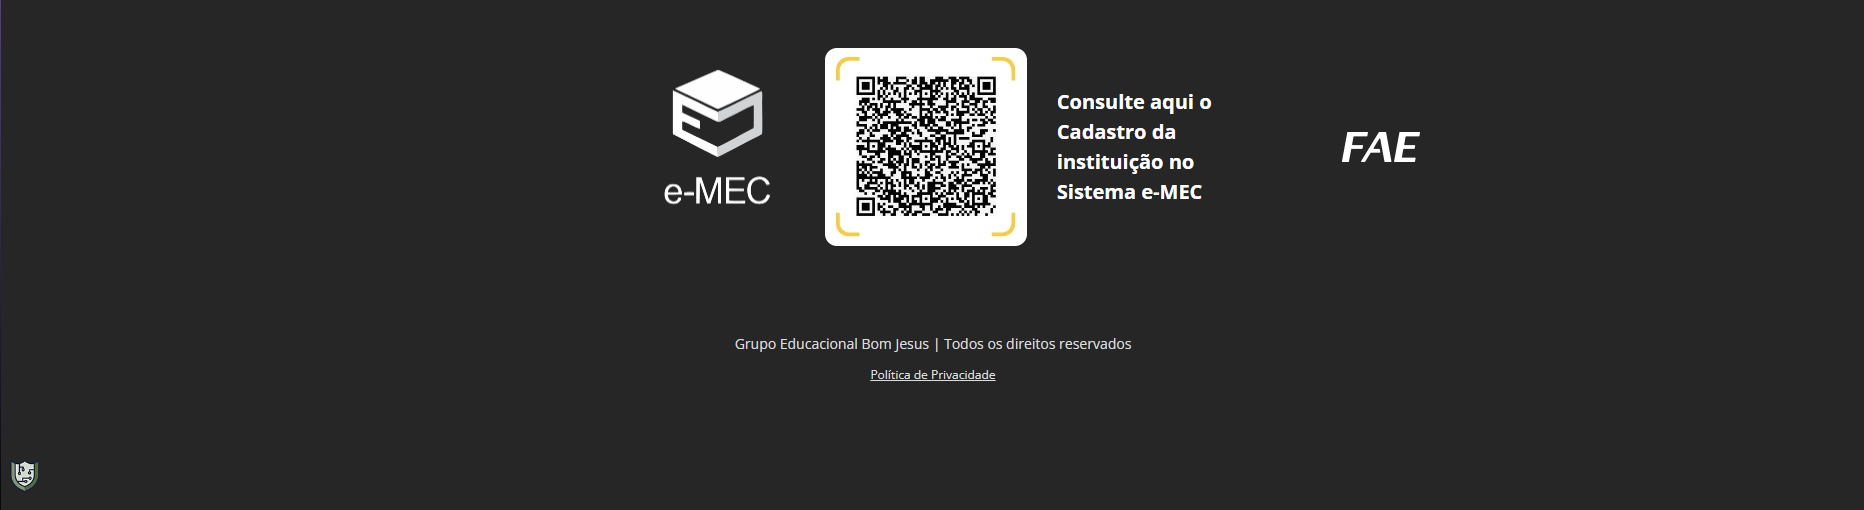 e-MEC
Consulte aqui o
Cadastro da
instituição no
Sistema e-MEC
FAE
Grupo Educacional Bom Jesus | Todos os direitos reservados
Política de Privacidade